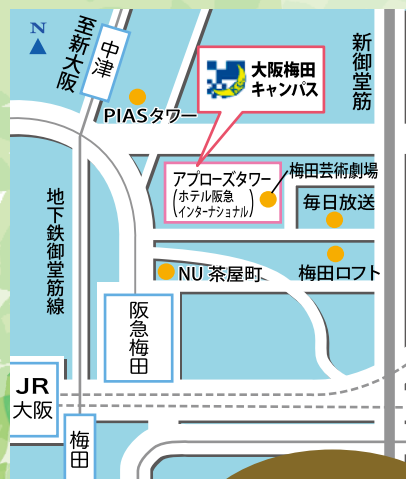 N
至新大阪
中津
PIASタワー
大阪梅田
キャンパス
新御堂筋
梅田芸術劇場
アプローズタワー
(ホテル阪急
インターナショナル)
毎日放送
地下鉄御堂筋線
NU 茶屋町
梅田ロフト
阪急梅田
JR
大阪
梅田